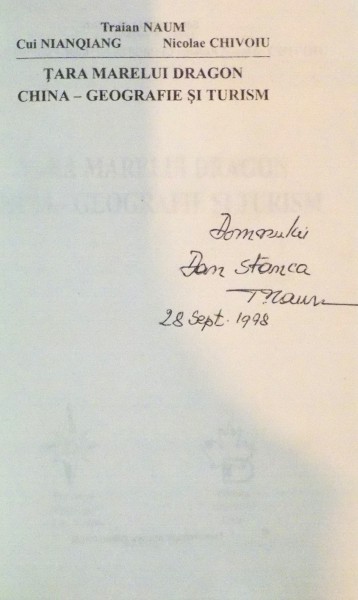 Traian NAUM
Cui NIANQIANG Nicolae CHIVOIU
ȚARA MARELUI DRAGON
CHINA – GEOGRAFIE ȘI TURISM
Domnului
Dan Stanca
TNaum
28 Sept. 1998